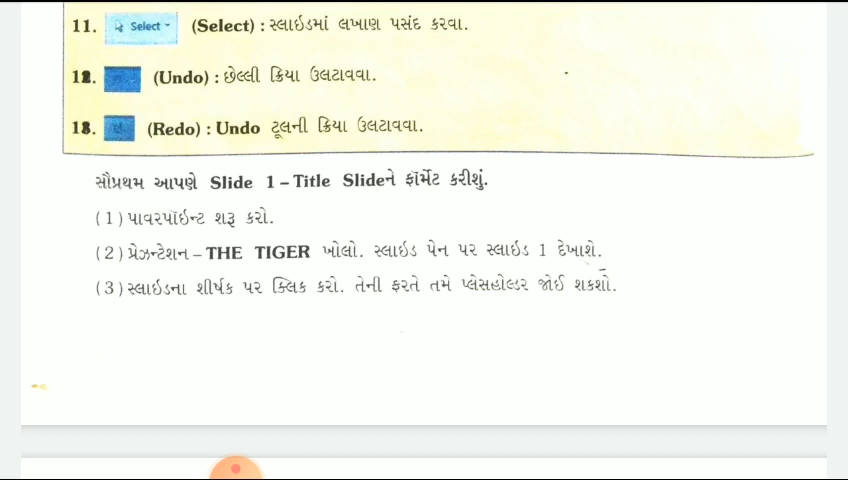 11. Select (Select) : સ્લાઇડમાં લખાણ પસંદ કરવા.
12. (Undo) : છેલ્લી ક્રિયા ઉલટાવવા.
13. (Redo) : Undo ટૂલની ક્રિયા ઉલટાવવા.
સૌપ્રથમ આપણે Slide 1 – Title Slideને ફૉર્મેટ કરીશું.
(1) પાવરપૉઇન્ટ શરૂ કરો.
(2) પ્રેઝન્ટેશન – THE TIGER ખોલો. સ્લાઇડ પેન પર સ્લાઇડ 1 દેખાશે.
(3) સ્લાઇડના શીર્ષક પર ક્લિક કરો. તેની ફરતે તમે પ્લેસહોલ્ડર જોઈ શકશો.